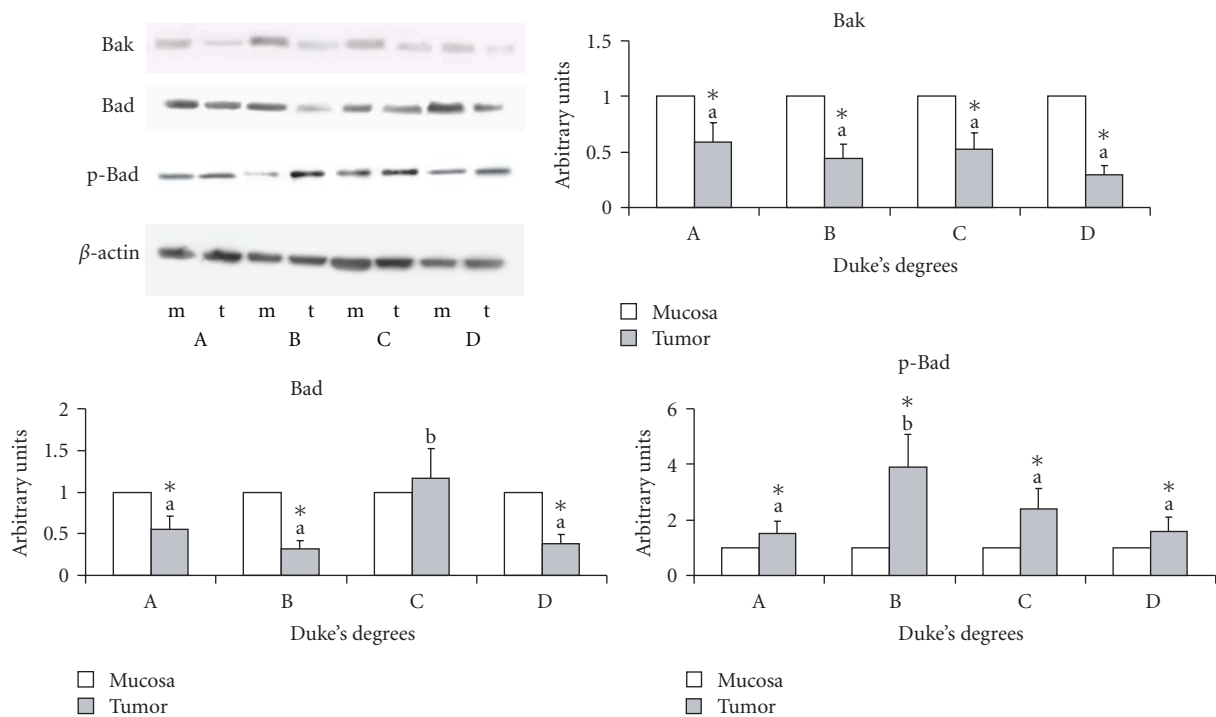 Bak
Bad
p-Bad
β-actin
m t m t m t m t
A B C D
Bak
Arbitrary units
1.5
1
0.5
0
* a * a * a * a
A B C D
Duke's degrees
Mucosa
Tumor
Bad
Arbitrary units
2
1.5
1
0.5
0
* a * a b * a
A B C D
Duke's degrees
Mucosa
Tumor
p-Bad
Arbitrary units
6
4
2
0
* a * b * a * a
A B C D
Duke's degrees
Mucosa
Tumor